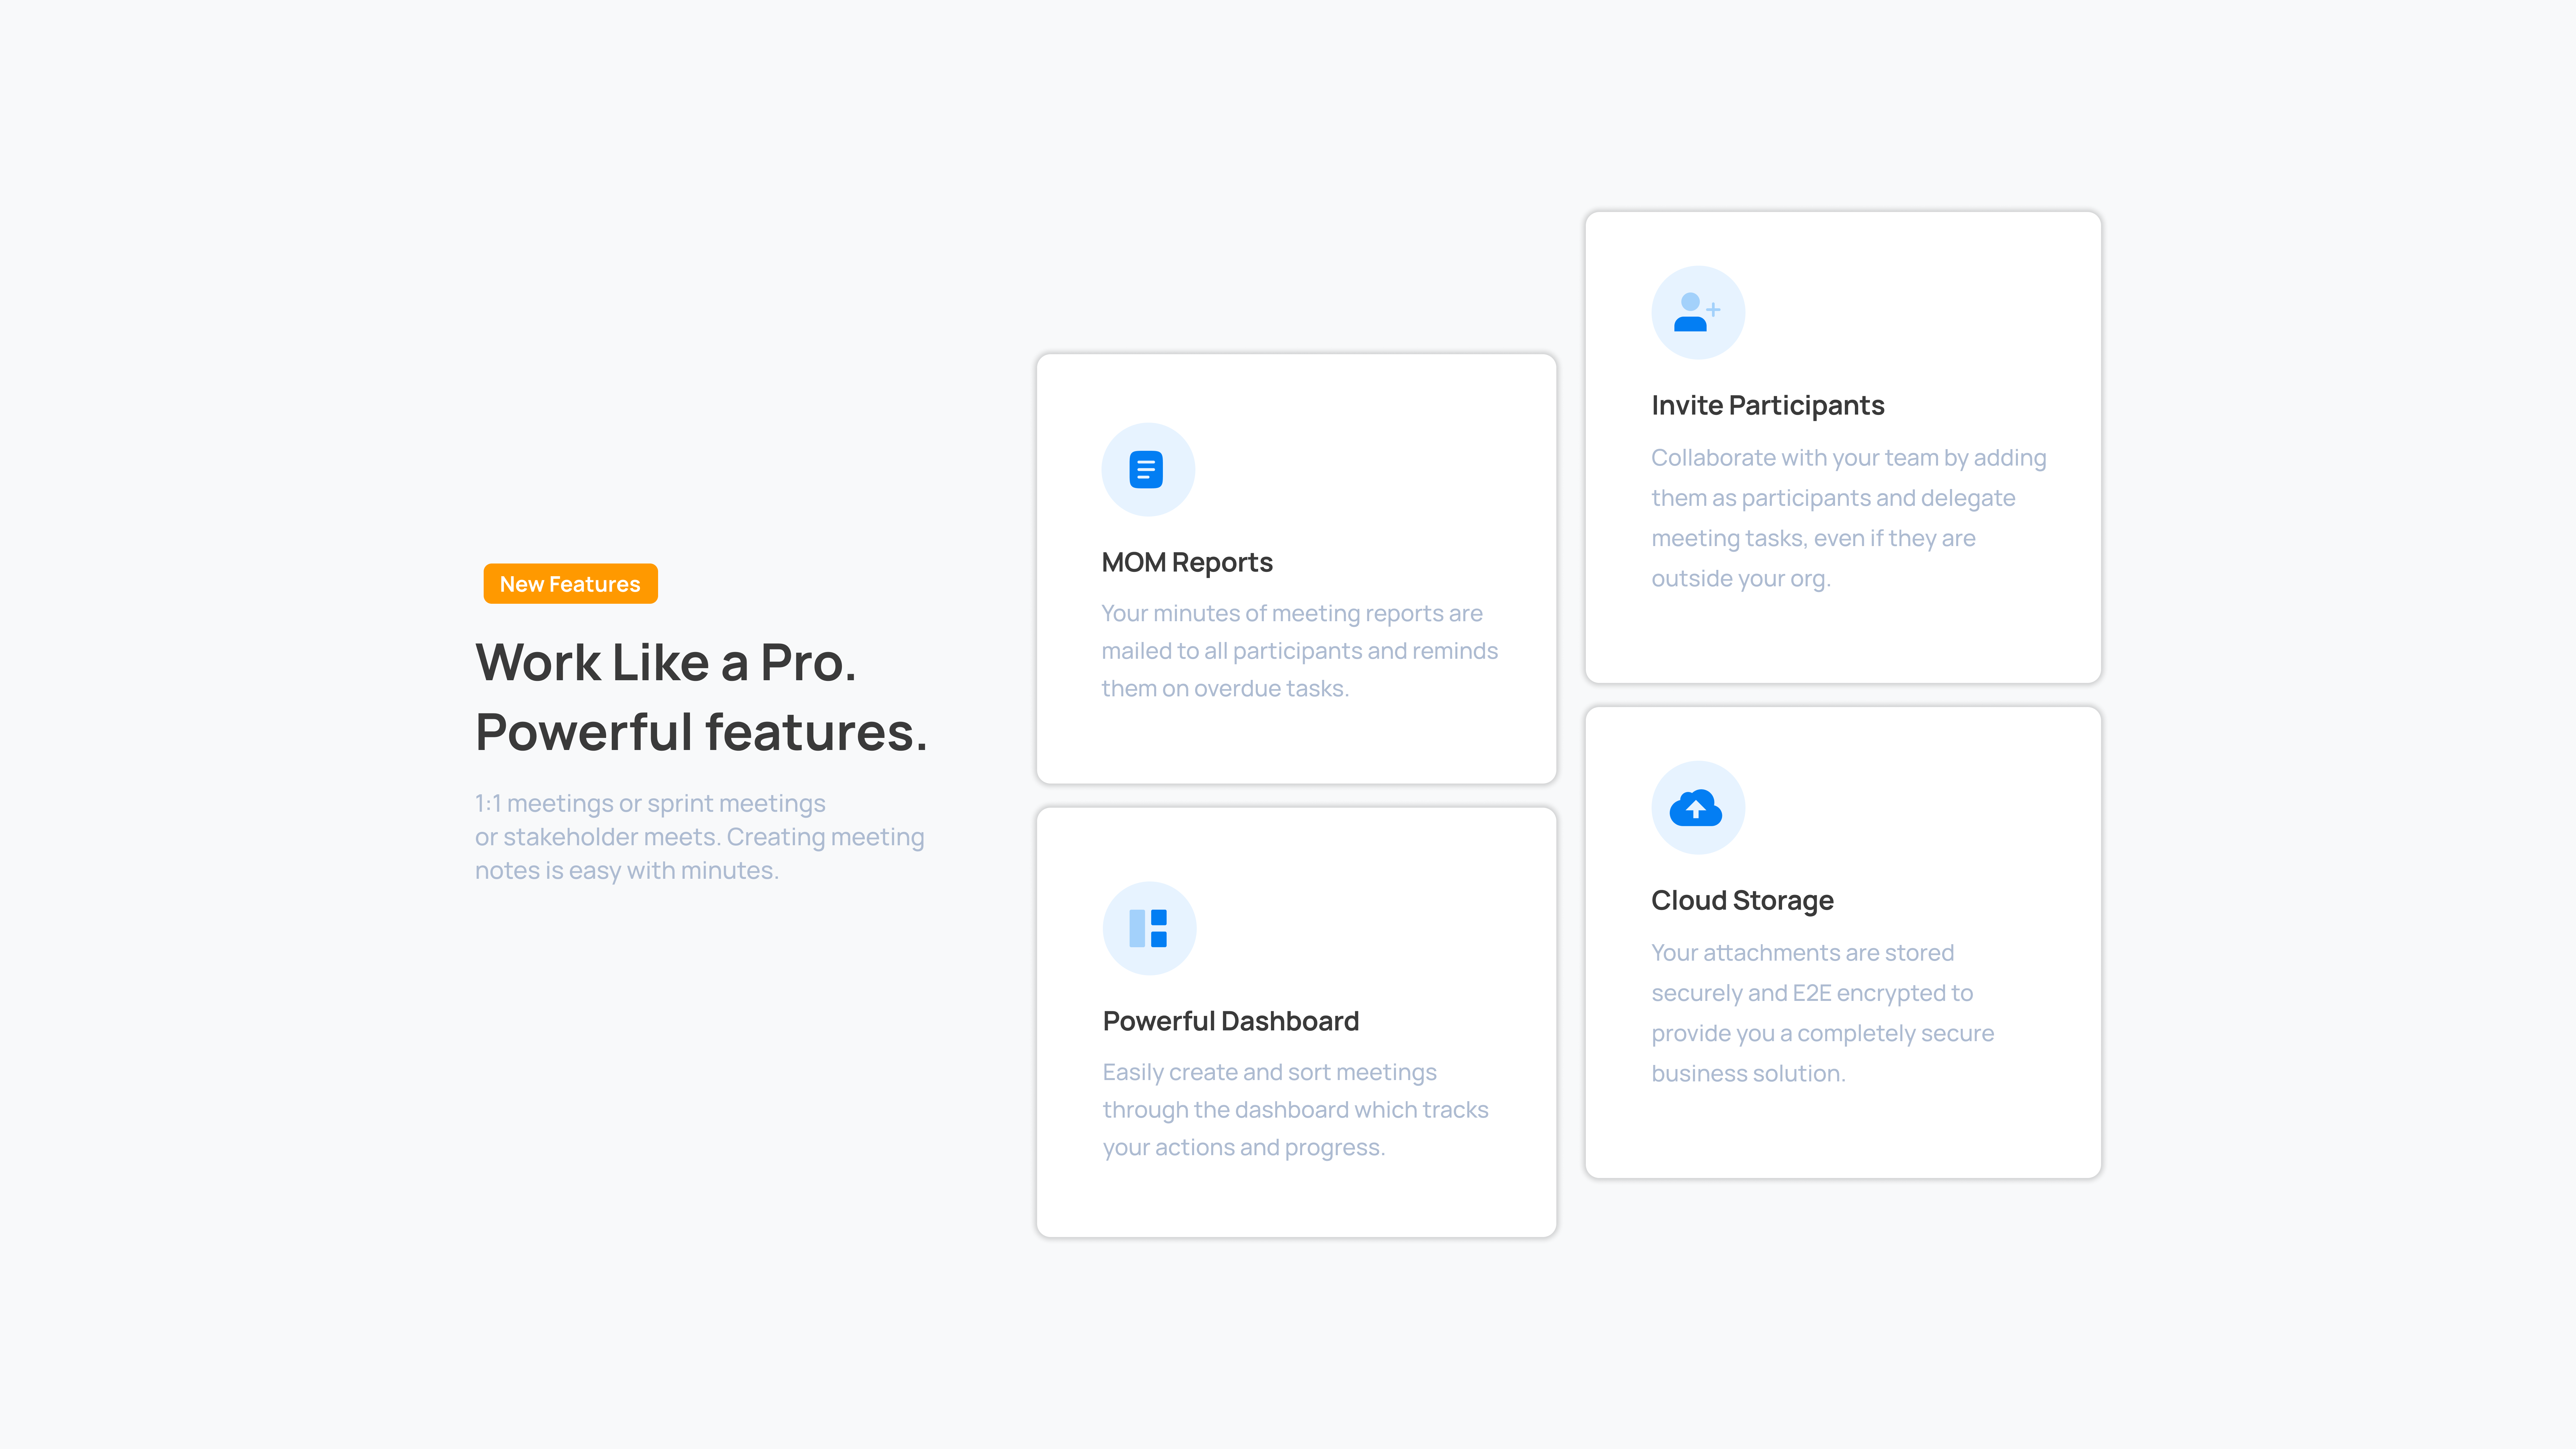 New Features
Work Like a Pro.
Powerful features.
1:1 meetings or sprint meetings
or stakeholder meets. Creating meeting
notes is easy with minutes.
MOM Reports
Your minutes of meeting reports are
mailed to all participants and reminds
them on overdue tasks.
Powerful Dashboard
Easily create and sort meetings
through the dashboard which tracks
your actions and progress.
Invite Participants
Collaborate with your team by adding
them as participants and delegate
meeting tasks, even if they are
outside your org.
Cloud Storage
Your attachments are stored
securely and E2E encrypted to
provide you a completely secure
business solution.